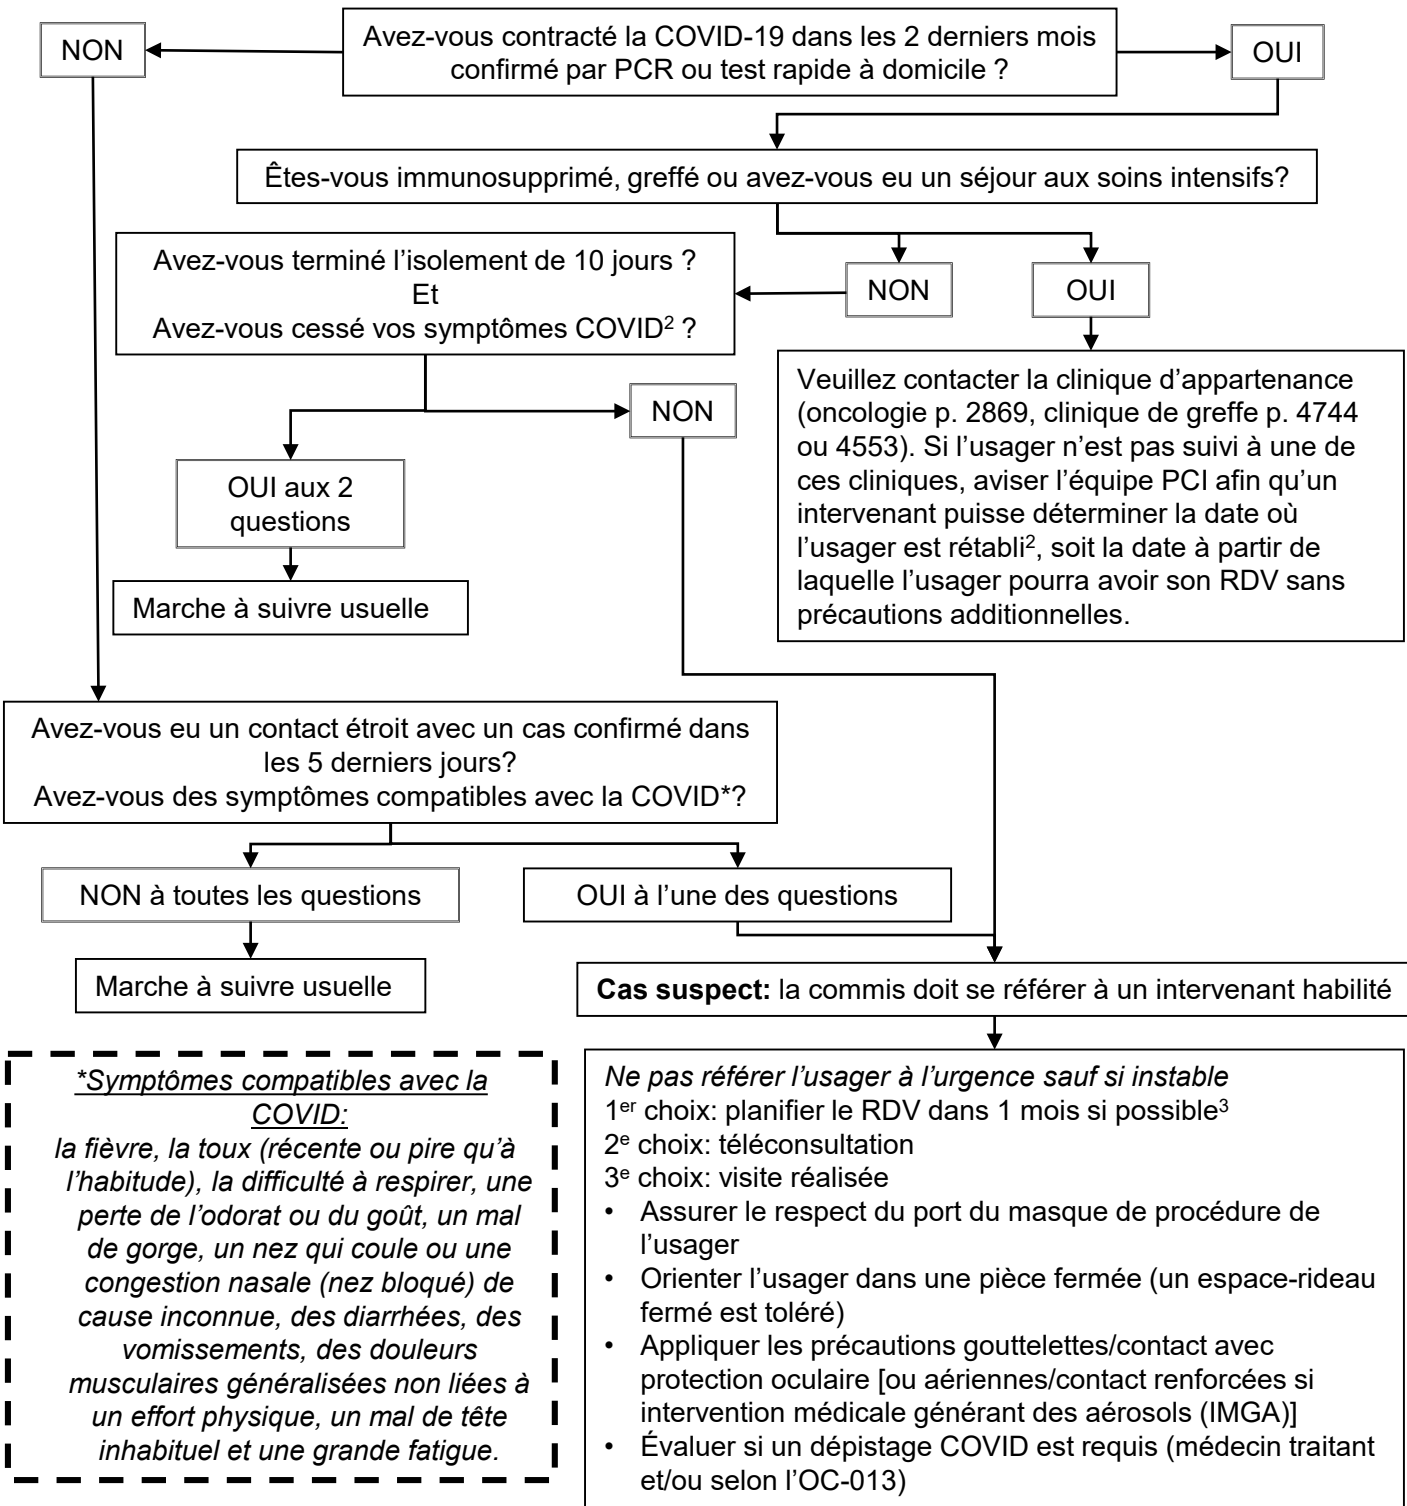 NON
Avez-vous contracté la COVID-19 dans les 2 derniers mois
confirmé par PCR ou test rapide à domicile ?
OUI
Êtes-vous immunosupprimé, greffé ou avez-vous eu un séjour aux soins intensifs?
Avez-vous terminé l’isolement de 10 jours ?
Et
Avez-vous cessé vos symptômes COVID² ?
NON
OUI
Veuillez contacter la clinique d’appartenance
(oncologie p. 2869, clinique de greffe p. 4744
ou 4553). Si l’usager n’est pas suivi à une de
ces cliniques, aviser l’équipe PCI afin qu’un
intervenant puisse déterminer la date où
l’usager est rétabli², soit la date à partir de
laquelle l’usager pourra avoir son RDV sans
précautions additionnelles.
NON
OUI aux 2
questions
Marche à suivre usuelle
Avez-vous eu un contact étroit avec un cas confirmé dans
les 5 derniers jours?
Avez-vous des symptômes compatibles avec la COVID*?
NON à toutes les questions
OUI à l’une des questions
Marche à suivre usuelle
Cas suspect: la commis doit se référer à un intervenant habilité
*Symptômes compatibles avec la
COVID:
la fièvre, la toux (récente ou pire qu’à
l’habitude), la difficulté à respirer, une
perte de l’odorat ou du goût, un mal
de gorge, un nez qui coule ou une
congestion nasale (nez bloqué) de
cause inconnue, des diarrhées, des
vomissements, des douleurs
musculaires généralisées non liées à
un effort physique, un mal de tête
inhabituel et une grande fatigue.
Ne pas référer l’usager à l’urgence sauf si instable
1er choix: planifier le RDV dans 1 mois si possible³
2e choix: téléconsultation
3e choix: visite réalisée
• Assurer le respect du port du masque de procédure de
l’usager
• Orienter l’usager dans une pièce fermée (un espace-rideau
fermé est toléré)
• Appliquer les précautions gouttelettes/contact avec
protection oculaire [ou aériennes/contact renforcées si
intervention médicale générant des aérosols (IMGA)]
• Évaluer si un dépistage COVID est requis (médecin traitant
et/ou selon l’OC-013)